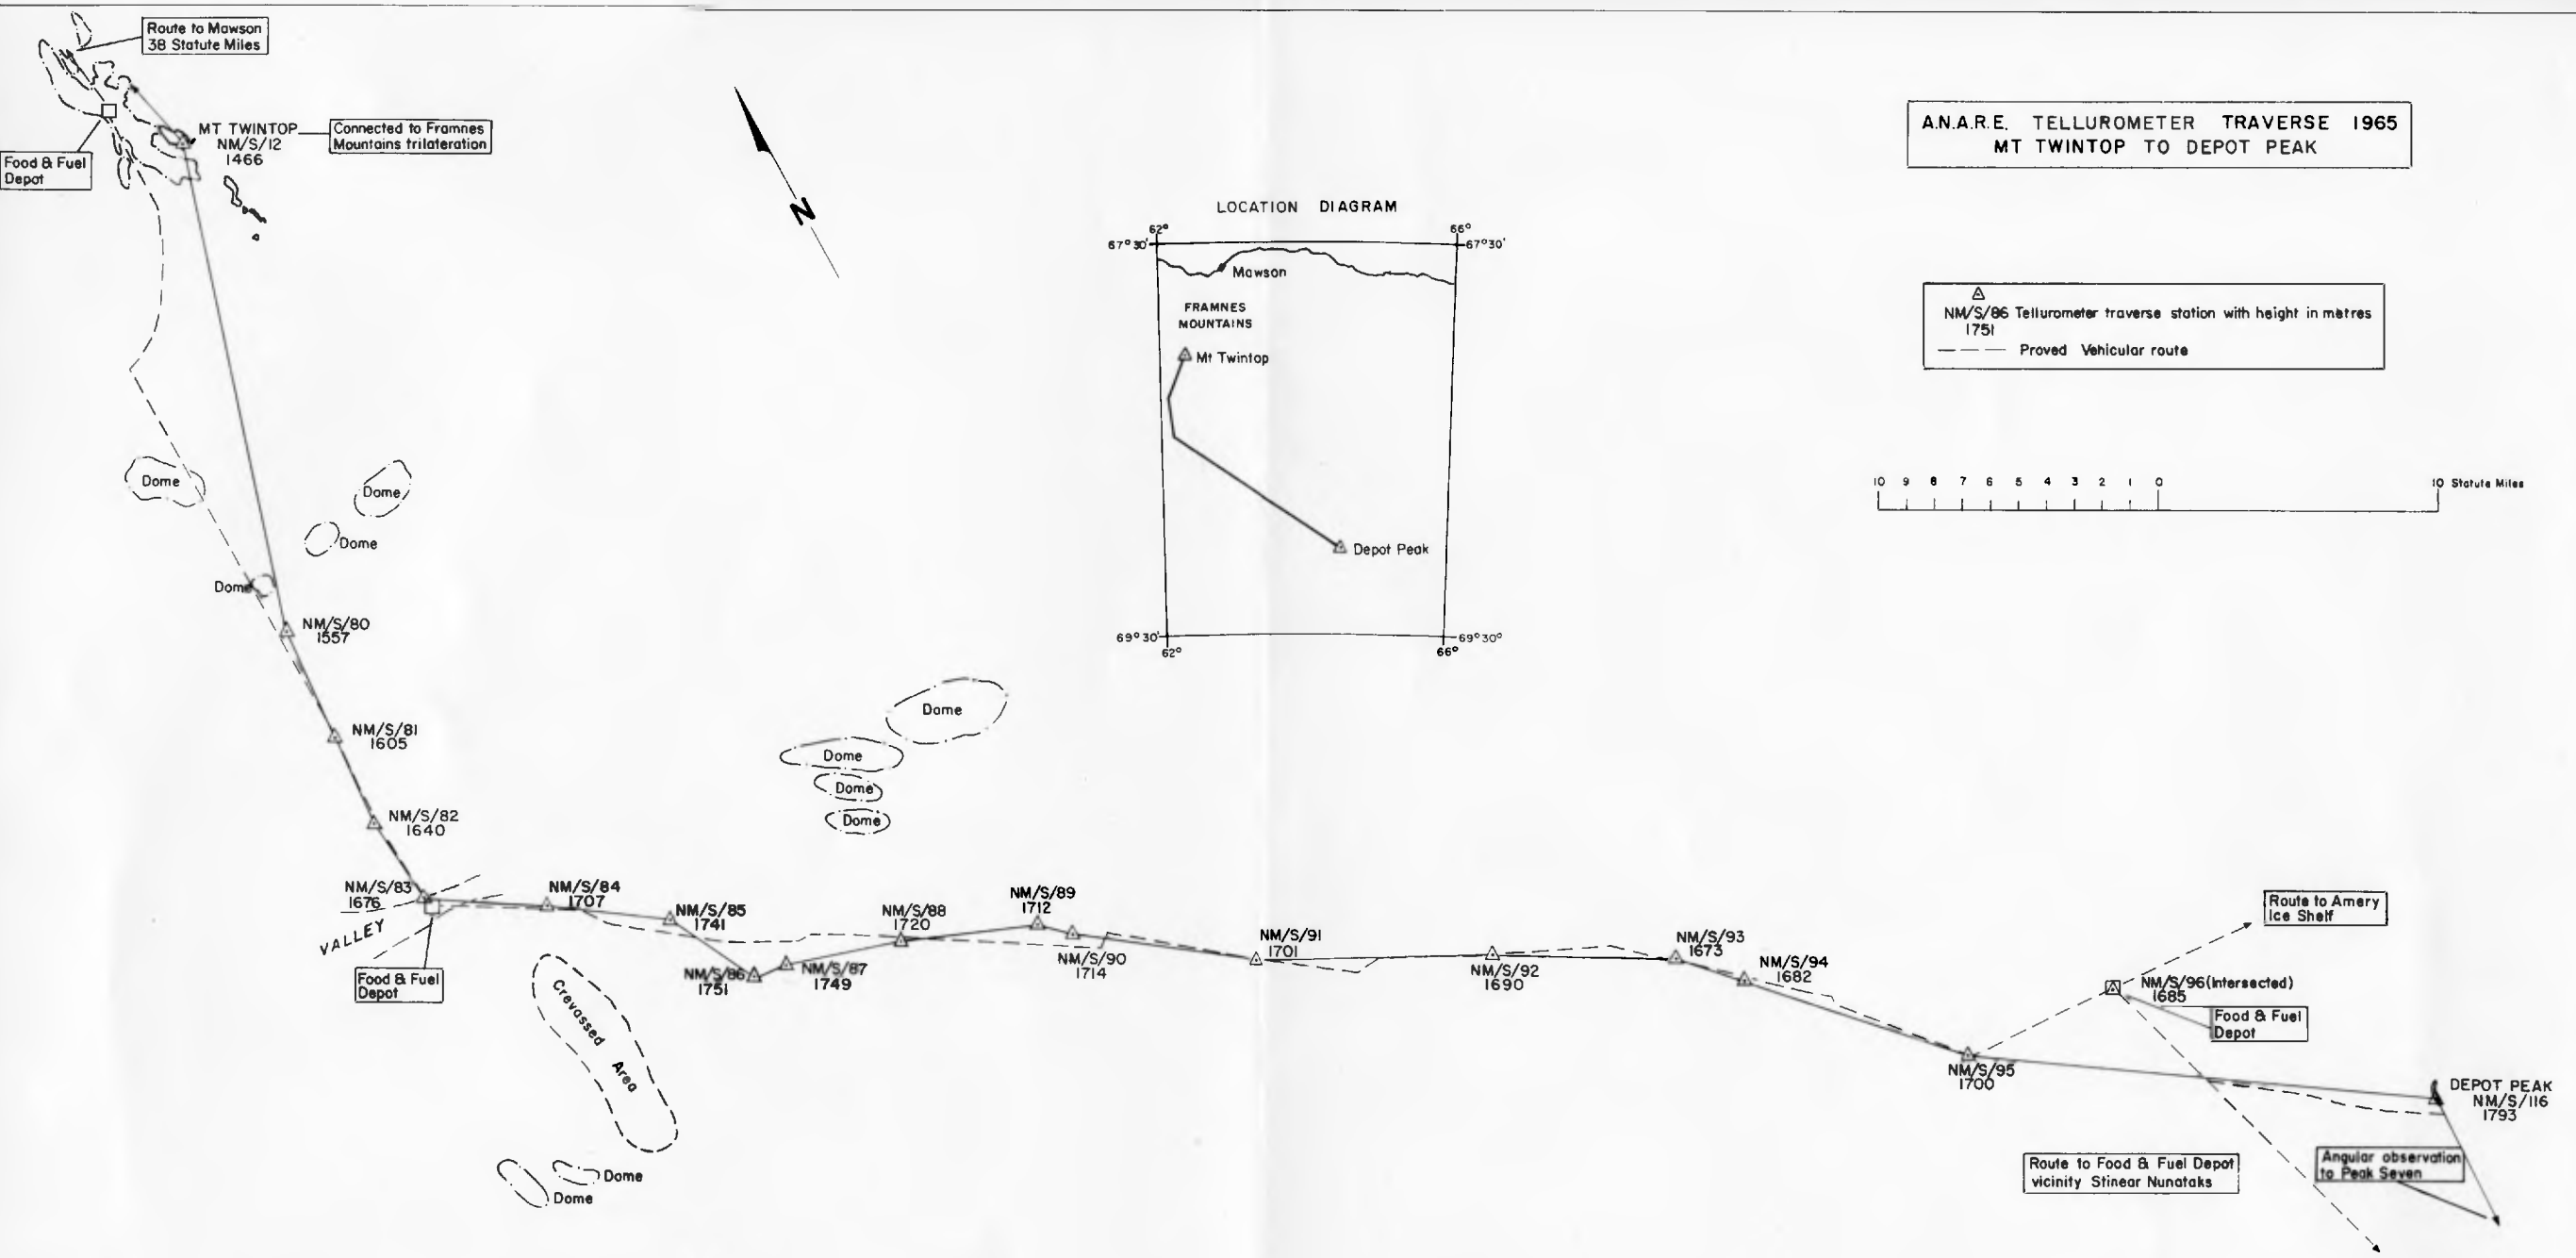 Route to Mawson
38 Statute Miles
MT TWINTOP
NM/S/12
1466
Connected to Framnes
Mountains trilateration
Food & Fuel
Depot
N
A.N.A.R.E. TELLUROMETER TRAVERSE 1965
MT TWINTOP TO DEPOT PEAK
LOCATION DIAGRAM
62° 66°
67°30' 67°30'
Mawson
FRAMNES
MOUNTAINS
Mt Twintop
Depot Peak
69°30' 69°30°
62° 66°
NM/S/86 Tellurometer traverse station with height in metres
1751
Proved Vehicular route
10 9 8 7 6 5 4 3 2 1 0 10 Statute Miles
Dome
Dome
Dome
Dome
NM/S/80
1557
NM/S/81
1605
NM/S/82
1640
Dome
Dome
Dome
Dome
NM/S/83
1676
VALLEY
Food & Fuel
Depot
NM/S/84
1707
NM/S/85
1741
NM/S/86
1751
NM/S/87
1749
NM/S/88
1720
NM/S/89
1712
NM/S/90
1714
NM/S/91
1701
NM/S/92
1690
NM/S/93
1673
NM/S/94
1682
NM/S/95
1700
Route to Amery
Ice Shelf
NM/S/96(Intersected)
1685
Food & Fuel
Depot
DEPOT PEAK
NM/S/116
1793
Crevassed Area
Dome
Dome
Route to Food & Fuel Depot
vicinity Stinear Nunataks
Angular observation
to Peak Seven